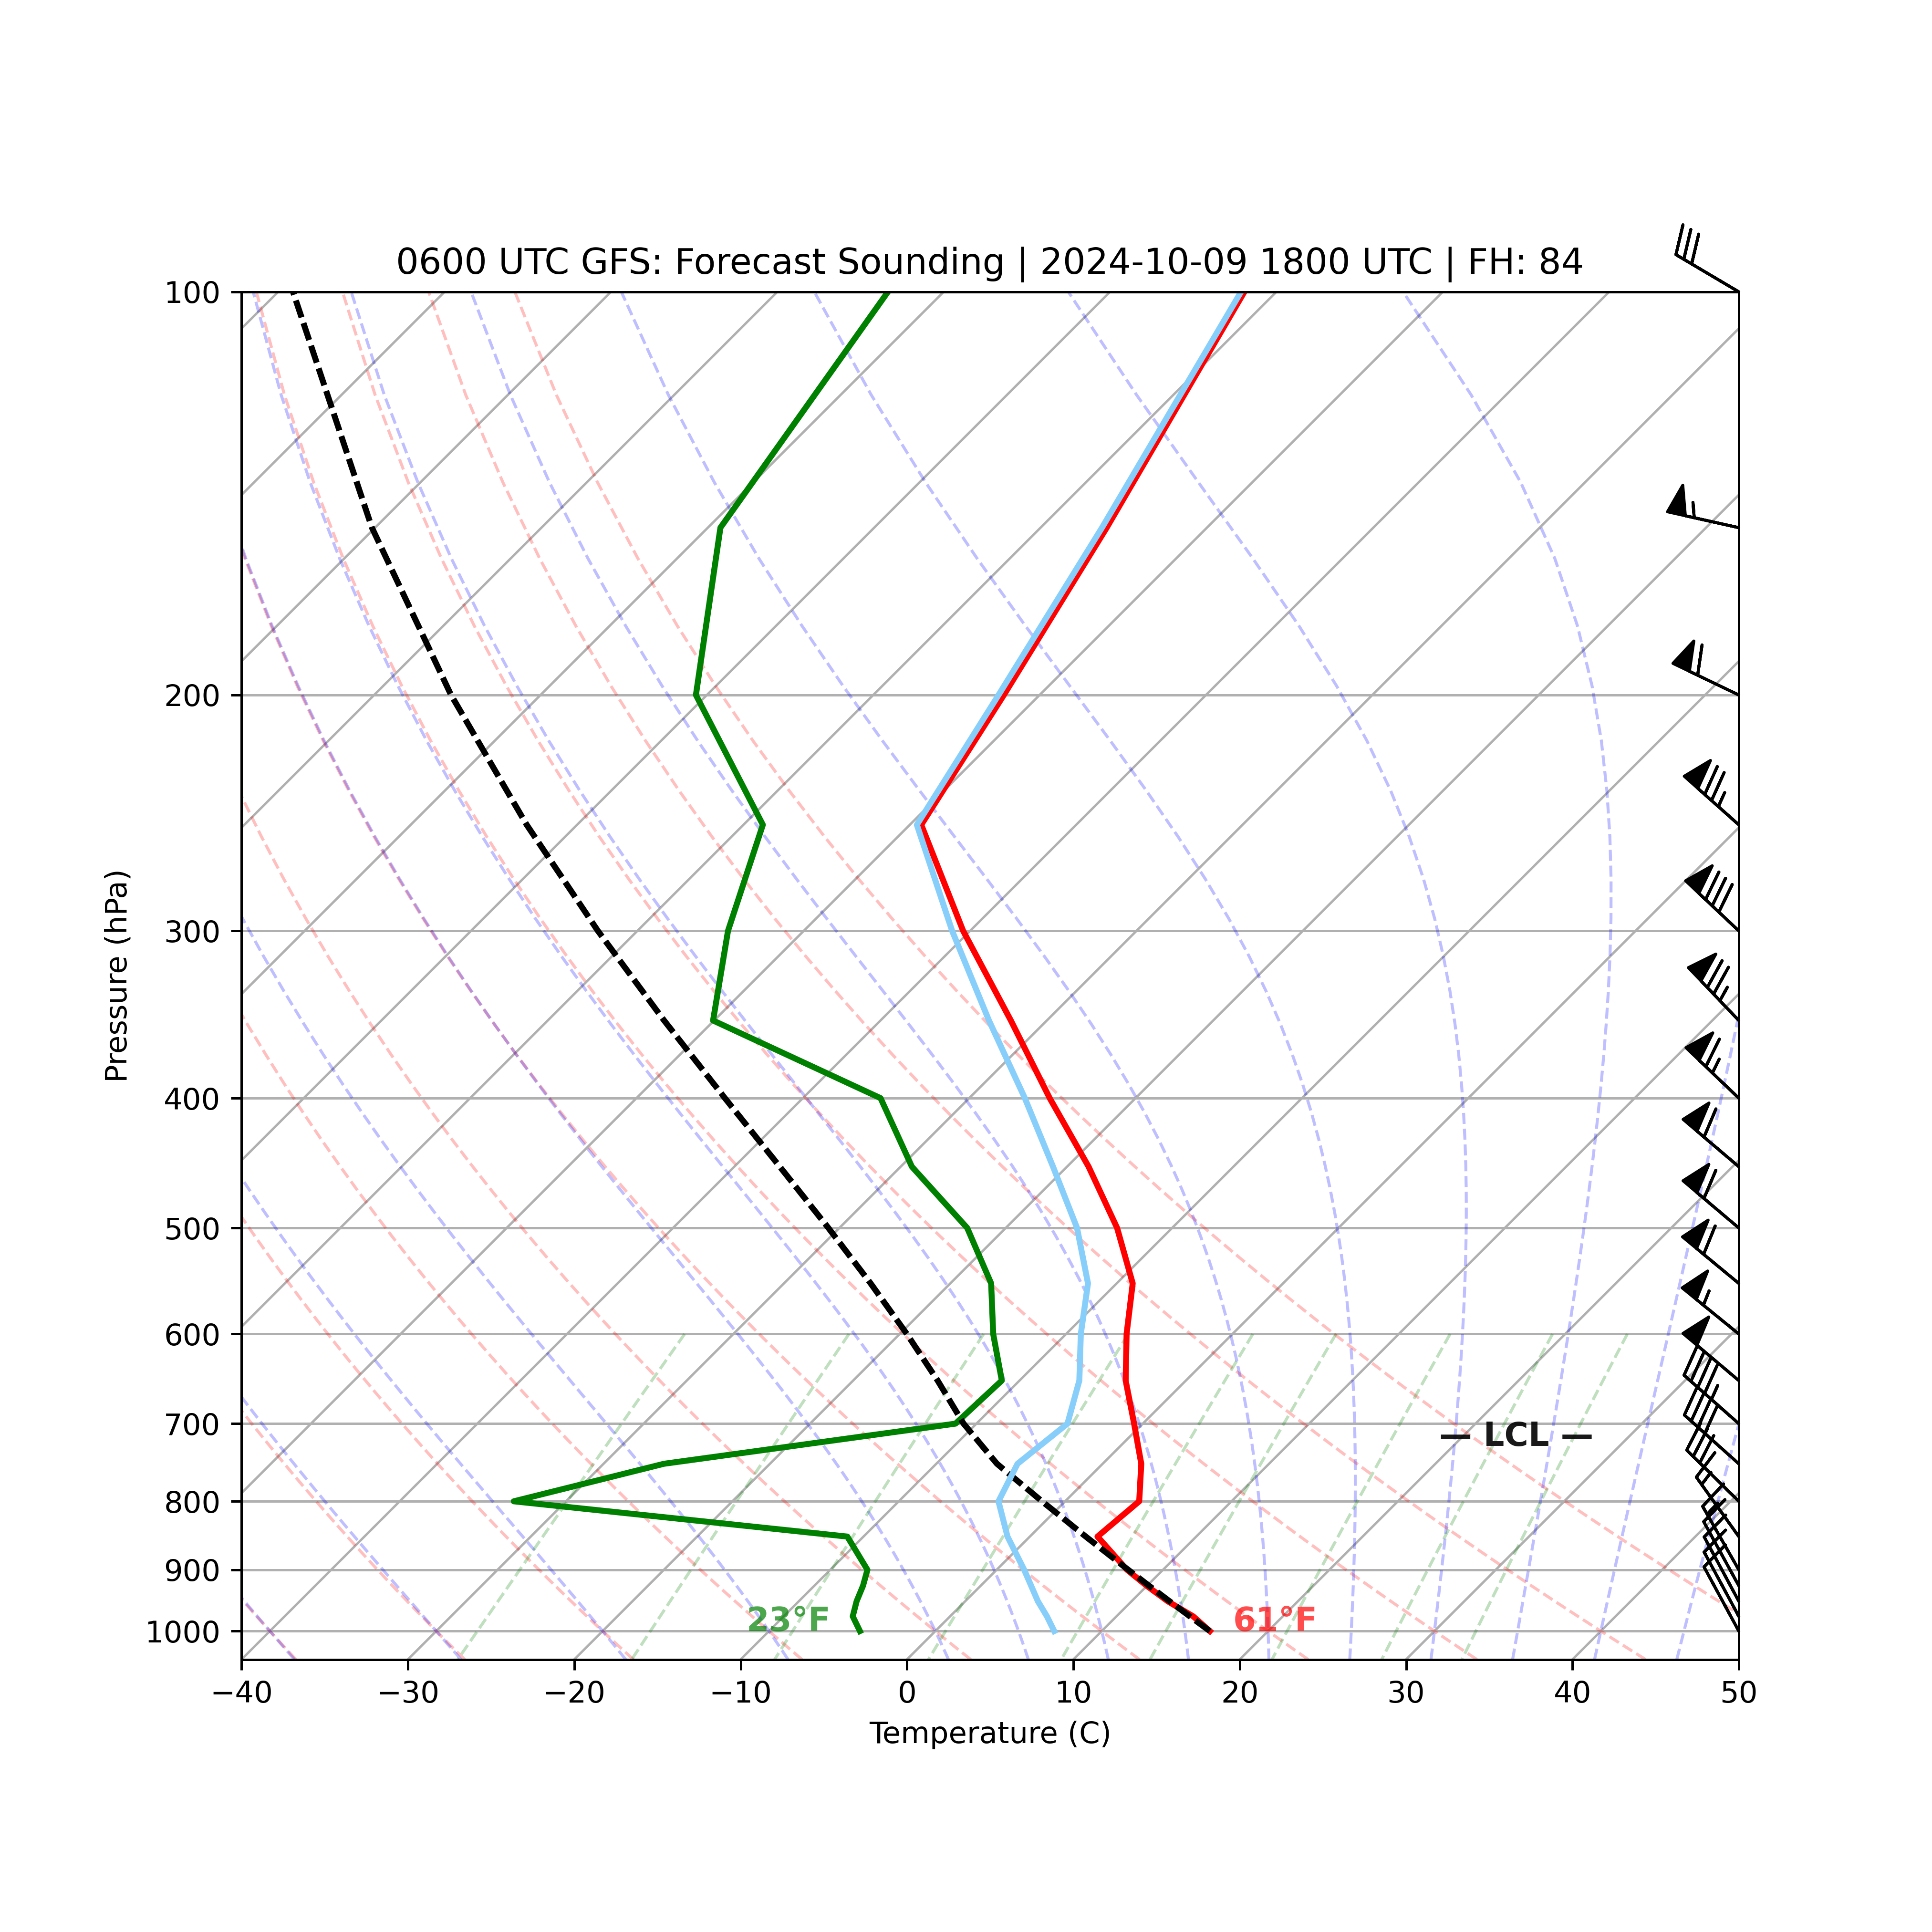 0600 UTC GFS: Forecast Sounding | 2024-10-09 1800 UTC | FH: 84
100
200
300
400
500
600
700
800
900
1000
Pressure (hPa)
— LCL —
23°F
61°F
−40 −30 −20 −10 0 10 20 30 40 50
Temperature (C)